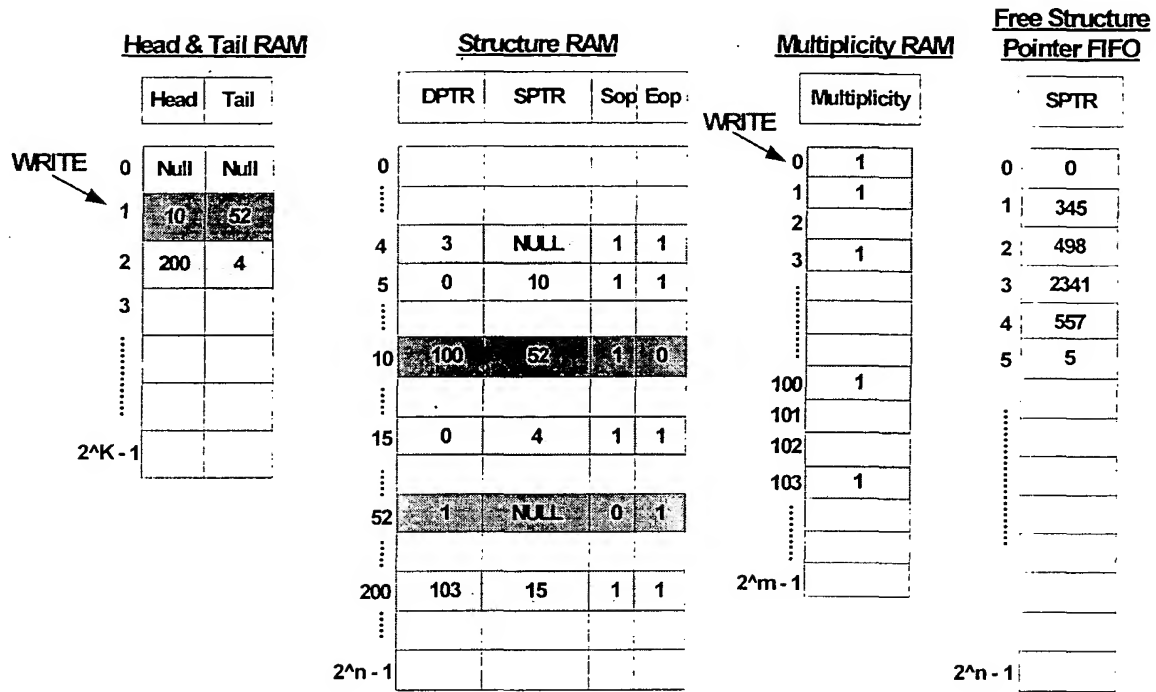 Head & Tail RAM
Head Tail
WRITE
0 Null Null
1 10 52
2 200 4
3
2^K - 1
Structure RAM
DPTR SPTR Sop Eop
0
4 3 NULL 1 1
5 0 10 1 1
10 100 52 1 0
15 0 4 1 1
52 1 NULL 0 1
200 103 15 1 1
2^n - 1
Multiplicity RAM
Multiplicity
WRITE
0 1
1 1
2
3 1
100 1
101
102
103 1
2^m - 1
Free Structure
Pointer FIFO
SPTR
0 0
1 345
2 498
3 2341
4 557
5 5
2^n - 1